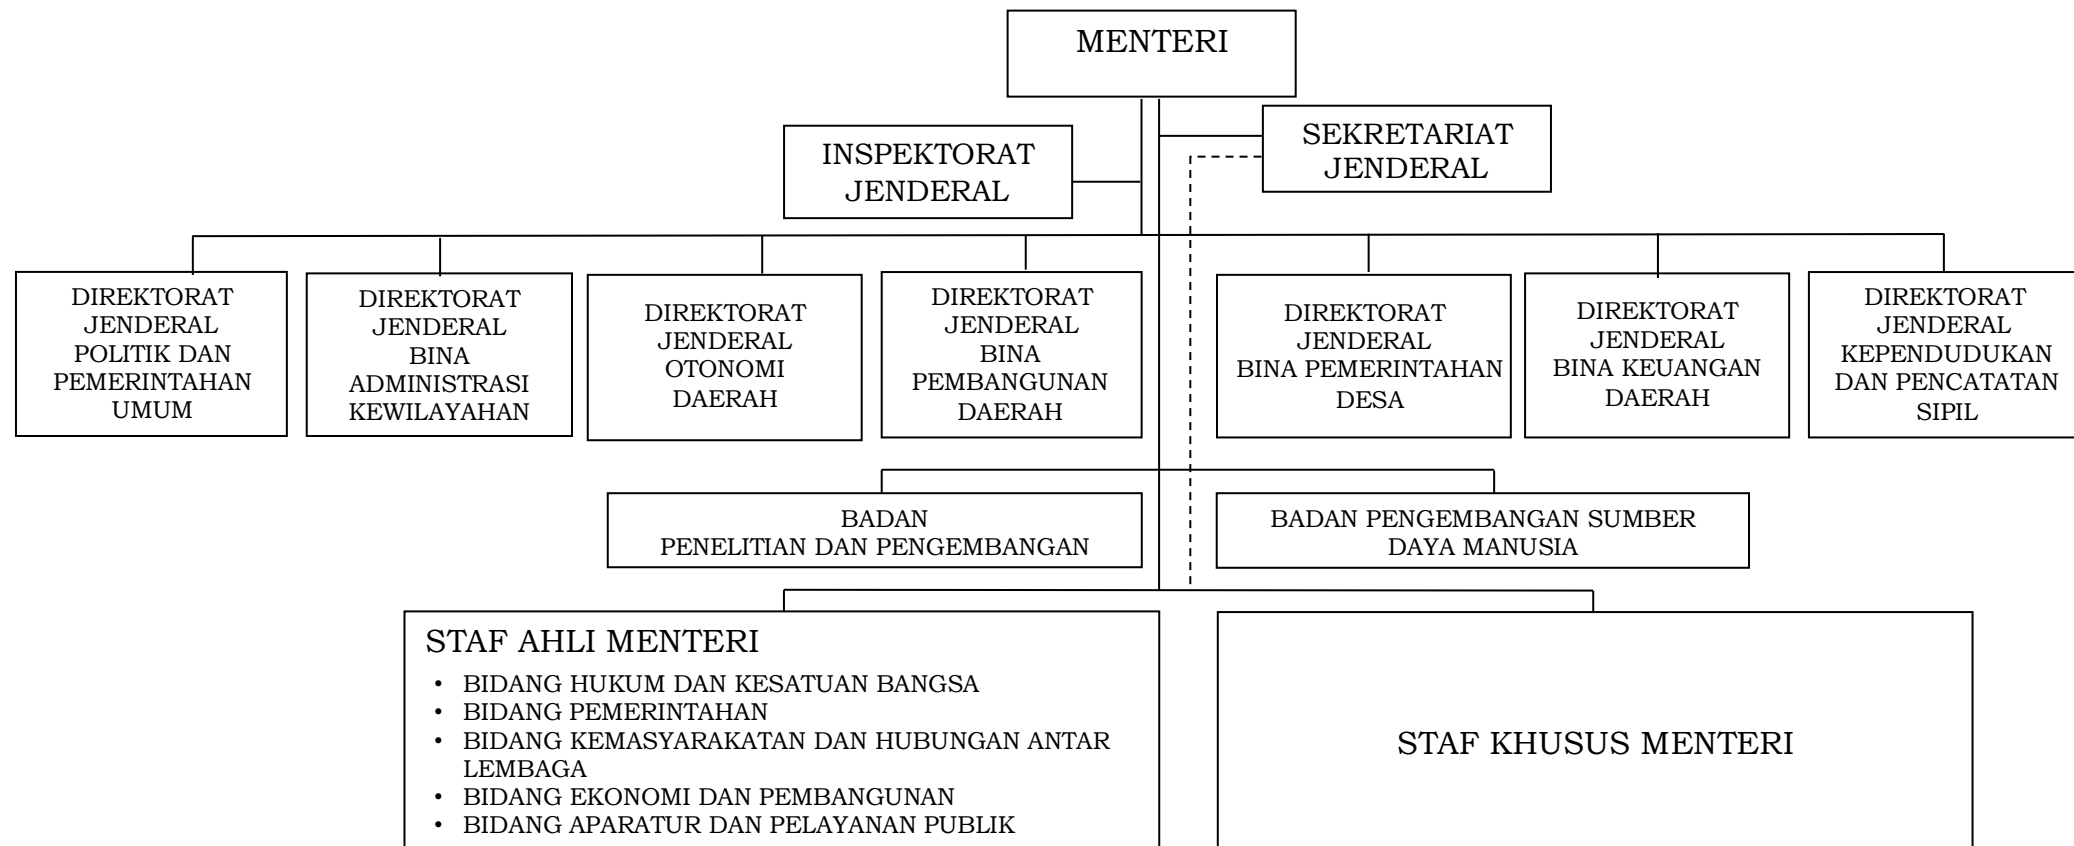 MENTERI
SEKRETARIAT
JENDERAL
INSPEKTORAT
JENDERAL
DIREKTORAT
JENDERAL
POLITIK DAN
PEMERINTAHAN
UMUM
DIREKTORAT
JENDERAL
BINA
ADMINISTRASI
KEWILAYAHAN
DIREKTORAT
JENDERAL
OTONOMI
DAERAH
DIREKTORAT
JENDERAL
BINA
PEMBANGUNAN
DAERAH
DIREKTORAT
JENDERAL
BINA PEMERINTAHAN
DESA
DIREKTORAT
JENDERAL
BINA KEUANGAN
DAERAH
DIREKTORAT
JENDERAL
KEPENDUDUKAN
DAN PENCATATAN
SIPIL
BADAN
PENELITIAN DAN PENGEMBANGAN
BADAN PENGEMBANGAN SUMBER
DAYA MANUSIA
STAF AHLI MENTERI
• BIDANG HUKUM DAN KESATUAN BANGSA
• BIDANG PEMERINTAHAN
• BIDANG KEMASYARAKATAN DAN HUBUNGAN ANTAR
LEMBAGA
• BIDANG EKONOMI DAN PEMBANGUNAN
• BIDANG APARATUR DAN PELAYANAN PUBLIK
STAF KHUSUS MENTERI